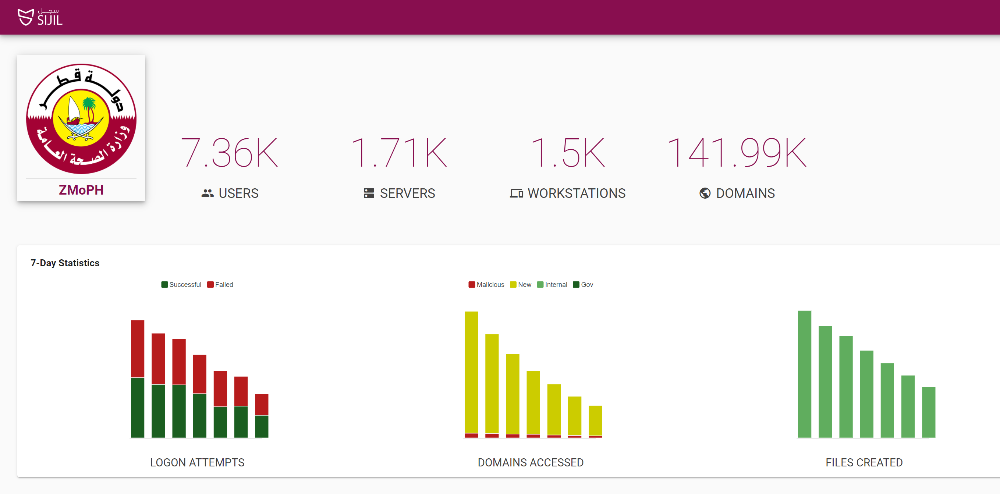 سجل
SIJIL
دولة قطر
وزارة الصحة العامة
ZMoPH
7.36K
USERS
1.71K
SERVERS
1.5K
WORKSTATIONS
141.99K
DOMAINS
7-Day Statistics
Successful Failed
Malicious New Internal Gov
LOGON ATTEMPTS
DOMAINS ACCESSED
FILES CREATED